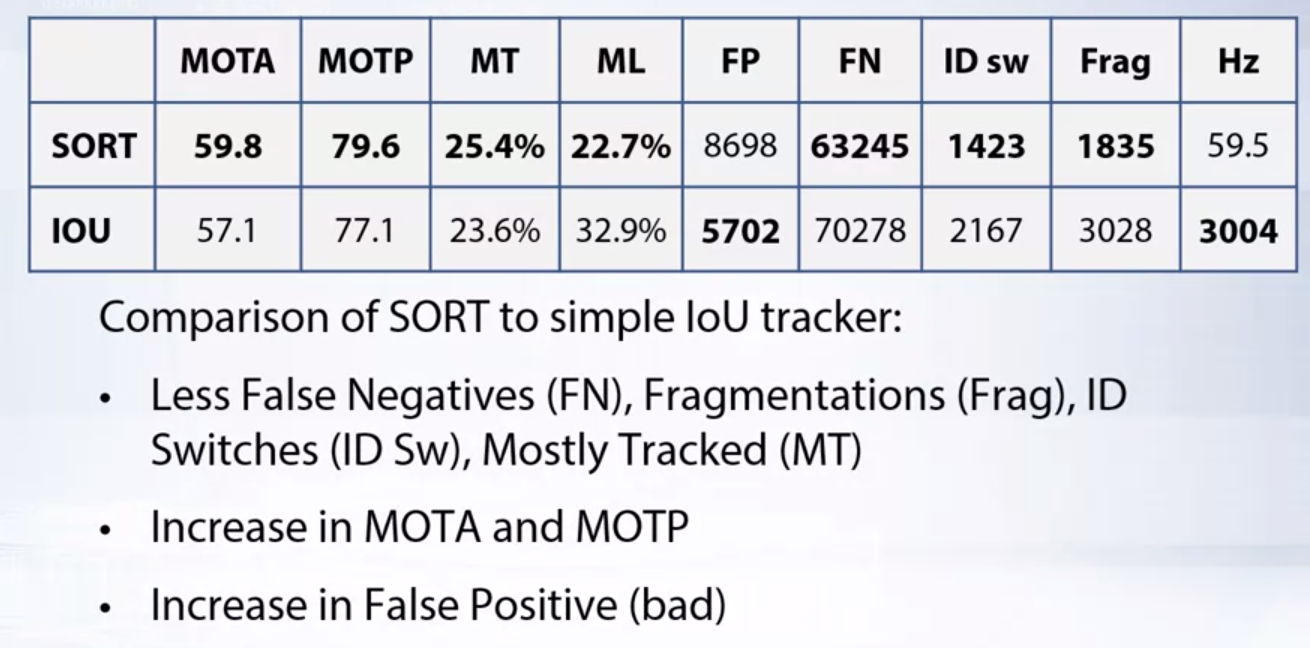 MOTA MOTP MT ML FP FN ID sw Frag Hz
SORT 59.8 79.6 25.4% 22.7% 8698 63245 1423 1835 59.5
IOU 57.1 77.1 23.6% 32.9% 5702 70278 2167 3028 3004
Comparison of SORT to simple IoU tracker:
• Less False Negatives (FN), Fragmentations (Frag), ID
Switches (ID Sw), Mostly Tracked (MT)
• Increase in MOTA and MOTP
• Increase in False Positive (bad)